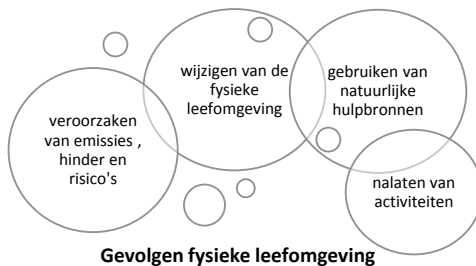 veroorzaken
van emissies ,
hinder en
risico's
wijzigen van de
fysieke
leefomgeving
gebruiken van
natuurlijke
hulpbronnen
nalaten van
activiteiten
Gevolgen fysieke leefomgeving